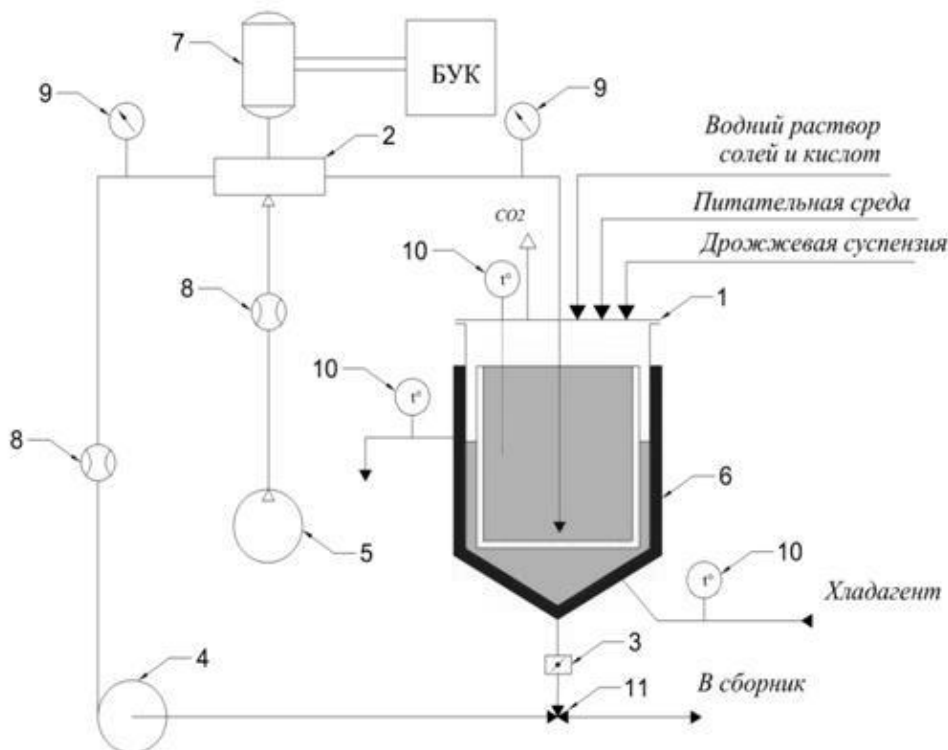 7
БУК
9
9
2
Водний раствор
солей и кислот
Питательная среда
CO2
Дрожжевая суспензия
10
t°
8
1
10
t°
8
6
5
10
t°
Хладагент
3
4
11
В сборник